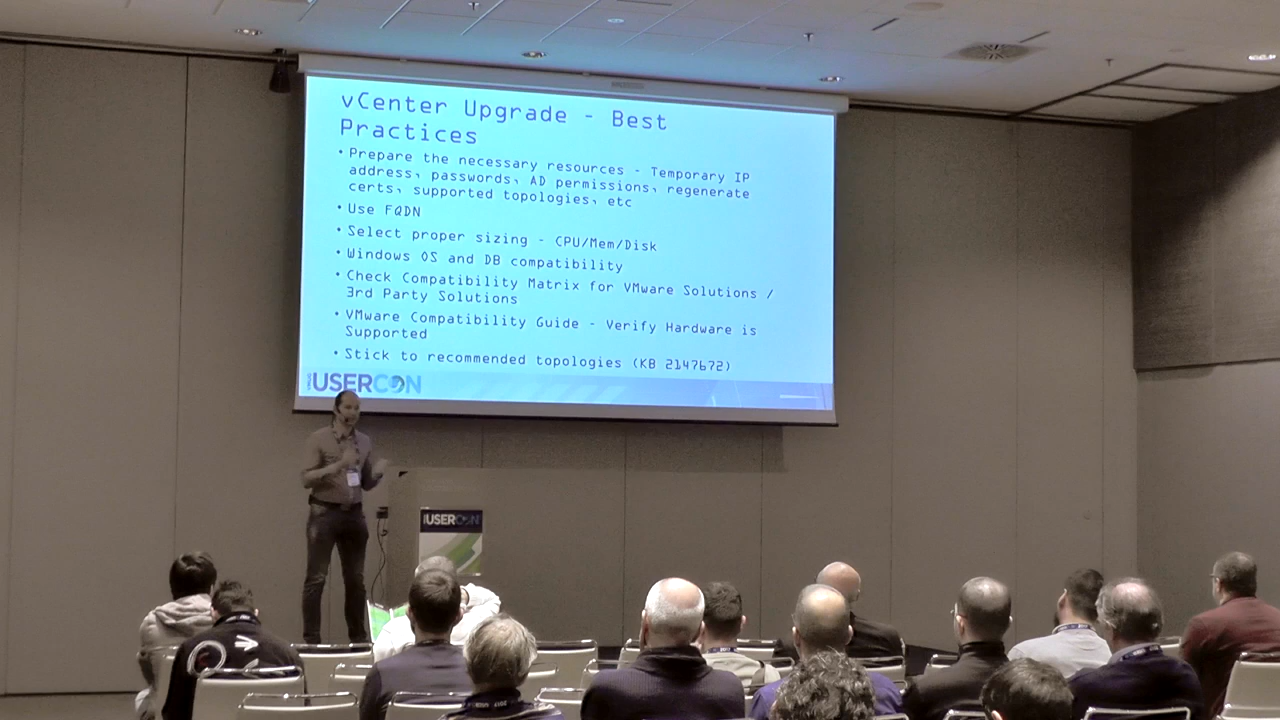 vCenter Upgrade - Best
Practices
• Prepare the necessary resources - Temporary IP
address, passwords, AD permissions, regenerate
certs, supported topologies, etc
• Use FQDN
• Select proper sizing - CPU/Mem/Disk
• Windows OS and DB compatibility
• Check Compatibility Matrix for VMware Solutions /
3rd Party Solutions
• VMware Compatibility Guide - Verify Hardware is
Supported
• Stick to recommended topologies (KB 2147672)
USERCON
USERCON